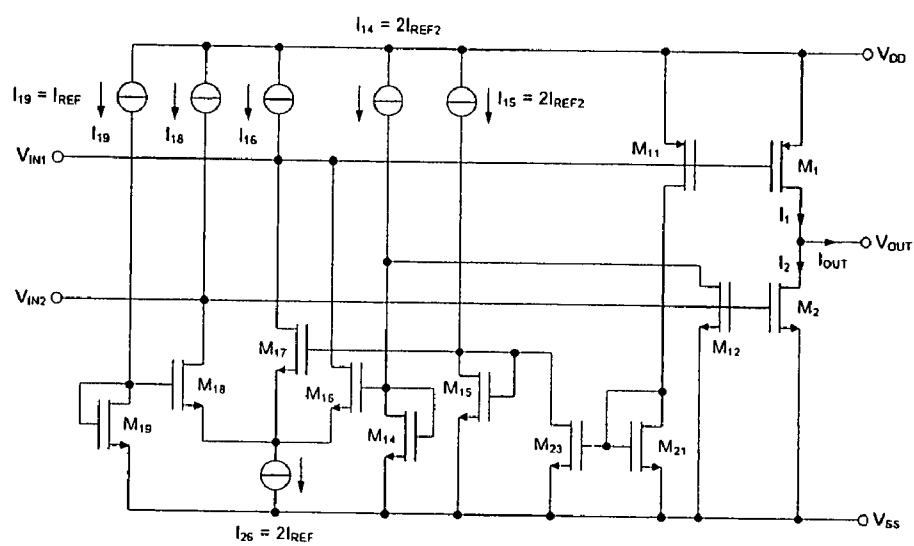 I14 = 2IREF2
VDD
I19 = IREF
I19
I18
I16
I15 = 2IREF2
VIN1
M11
M1
I1
VOUT
IOUT
I2
VIN2
M2
M12
M17
M18
M16
M15
M19
M14
M23
M21
I26 = 2IREF
VSS